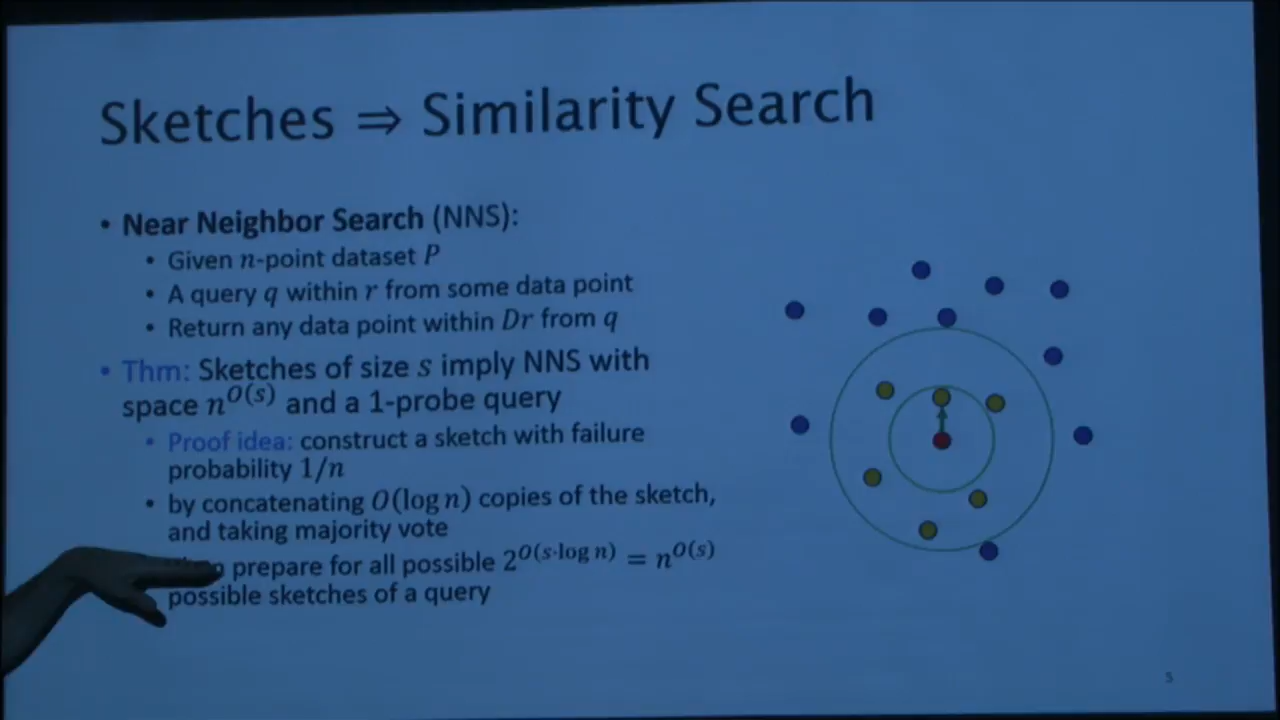 Sketches ⇒ Similarity Search
• Near Neighbor Search (NNS):
• Given n-point dataset P
• A query q within r from some data point
• Return any data point within Dr from q
• Thm: Sketches of size s imply NNS with
space n^{O(s)} and a 1-probe query
• Proof idea: construct a sketch with failure
probability 1/n
• by concatenating O(log n) copies of the sketch,
and taking majority vote
prepare for all possible 2^{O(s·log n)} = n^{O(s)}
possible sketches of a query
5